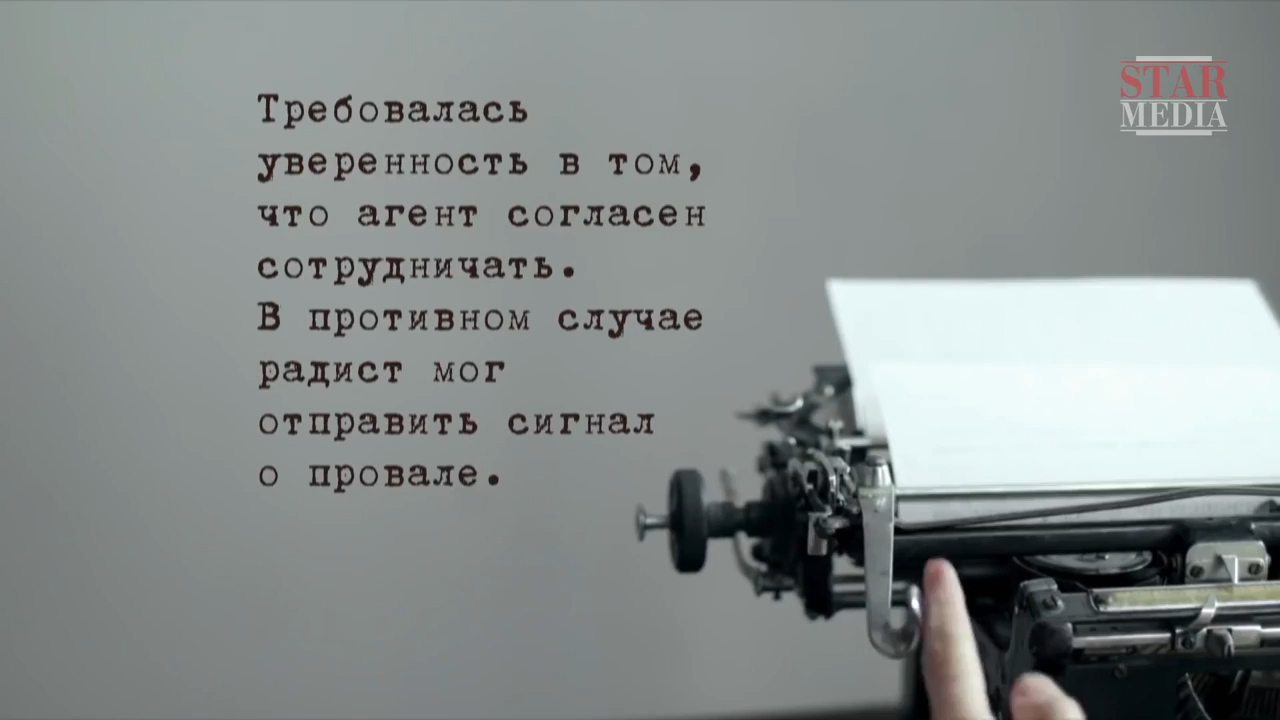 STAR
MEDIA
Требовалась
уверенность в том,
что агент согласен
сотрудничать.
В противном случае
радист мог
отправить сигнал
о провале.